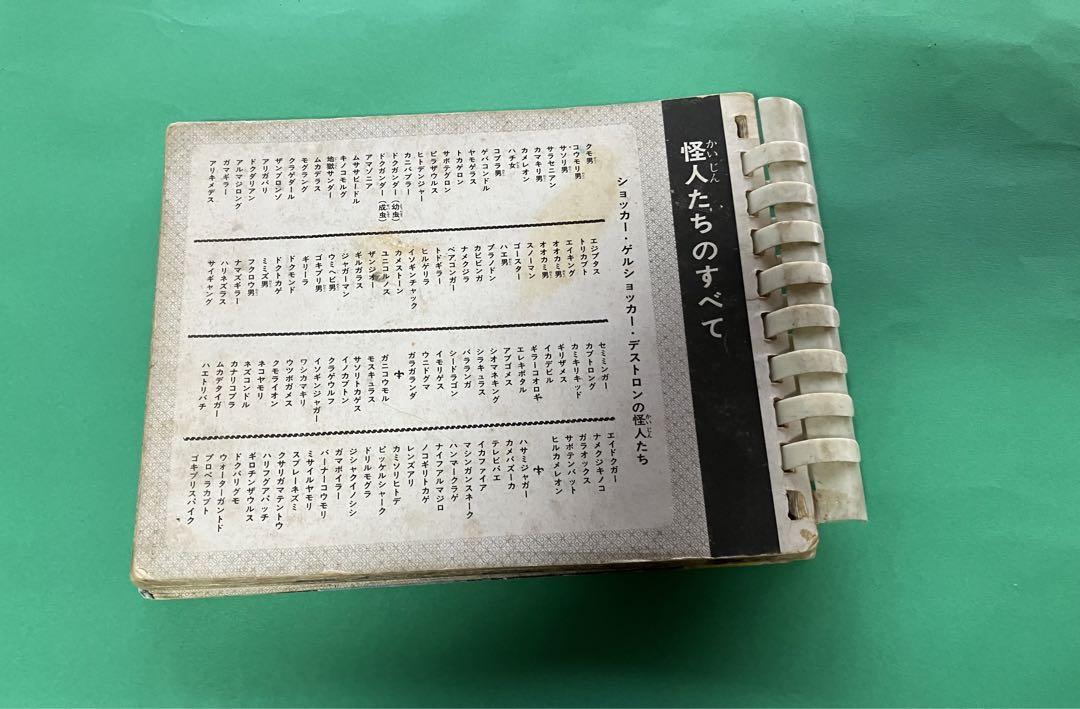 怪人たちのすべて
ショッカー・ゲルショッカー・デストロンの怪人たち
クモ男
コウモリ男
サソリ男
サラセニアン
カマキリ男
カメレオン
ハチ女
コブラ男
ゲバコンドル
ヤモゲラス
トカゲロン
サボテグロン
ピラザウルス
ヒトデンジャー
カニバブラー
ドクガンダー(幼虫)
ドクガンダー(成虫)
アマゾニア
ムササビードル
キノコモルグ
地獄サンダー
ムカデラス
モグラング
クラゲダール
ザンブロンゾ
アリガバリ
ドクダリアン
アルマジロング
ガマギラー
アリキメデス
エジプタス
トリカブト
エイキング
オオカミ男
オオカミ男
スノーマン
ゴースター
ハエ男
プラノドン
カビビンガ
ナメクジラ
ベアコンガー
トドギラー
ヒルゲリラ
イソギンチャック
カメストーン
ユニコルノス
ザンジオー
ギルガラス
ジャガーマン
ウミヘビ男
ゴキブリ男
ギリーラ
ドクモンド
ドクトカゲ
ミミズ男
フクロウ男
ナマズギラー
ハリネズラス
サイギャング
セミミンガー
カブトロング
カミキリキッド
ギリザメス
イカデビル
ギラーコオロギ
エレキボタル
アブゴメス
シオマネキング
シラキュラス
バラランガ
シードラゴン
イモリゲス
ウニドグマ
ガラガランダ
ガニコウモル
モスキュラス
サソリトカゲス
イノカブトン
クラゲウルフ
イソギンジャガー
ワシカマキリ
ウツボガメス
クモライオン
ネコヤモリ
ネズコンドル
カナリコブラ
ムカデタイガー
ハエトリバチ
エイドクガー
ナメクジキノコ
ガラオックス
サボテンバット
ヒルカメレオン
ハサミジャガー
カメバズーカ
テレビバエ
イカファイア
マシンガンスネーク
ハンマークラゲ
ナイフアルマジロ
ノコギリトカゲ
レンズアリ
カミソリヒトデ
ピッケルシャーク
ドリルモグラ
ジシャクイノシシ
ガマボイラー
バーナーコウモリ
ミサイルヤモリ
スプレーネズミ
クサリガマテントウ
ハリフグアパッチ
ギロチンザウルス
ドクバリグモ
ウォーターガントド
プロペラカブト
ゴキブリスパイク